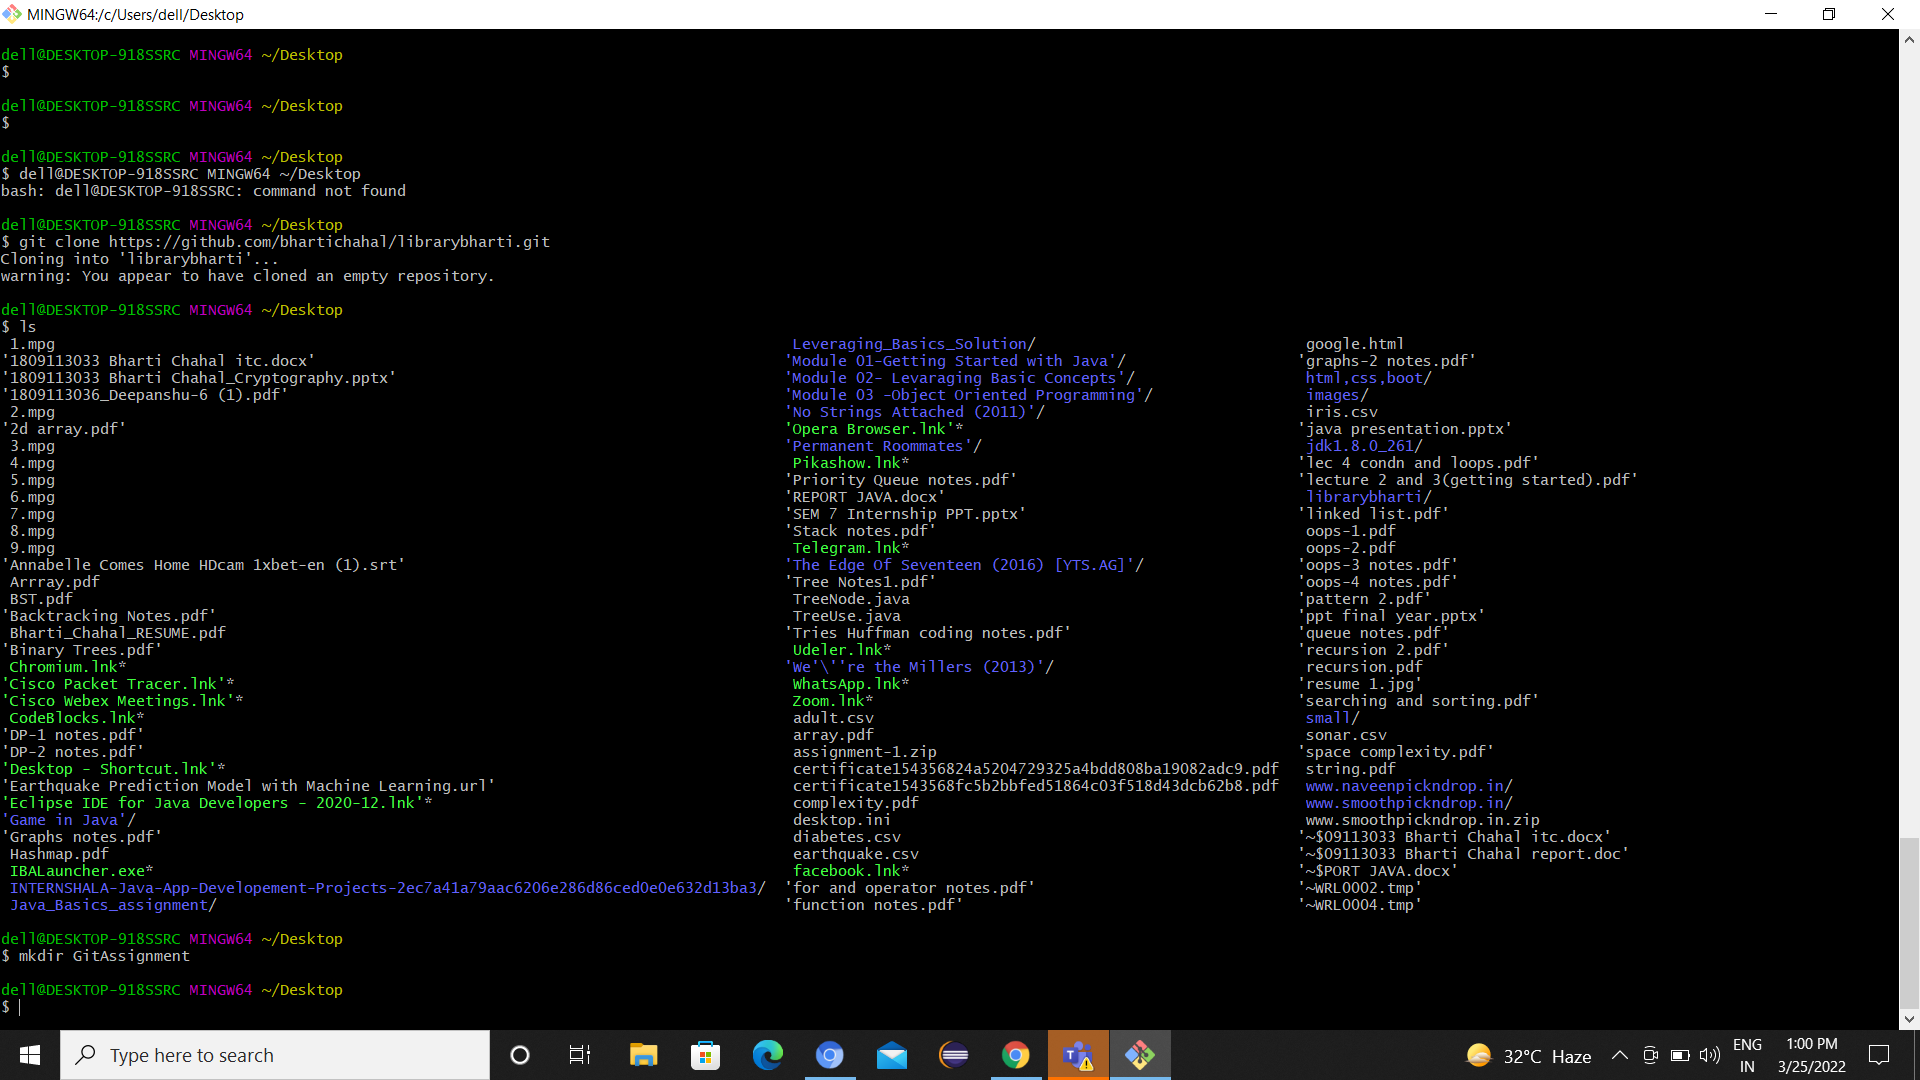 MINGW64:/c/Users/dell/Desktop
dell@DESKTOP-918SSRC MINGW64 ~/Desktop
$
dell@DESKTOP-918SSRC MINGW64 ~/Desktop
$
dell@DESKTOP-918SSRC MINGW64 ~/Desktop
$ dell@DESKTOP-918SSRC MINGW64 ~/Desktop
bash: dell@DESKTOP-918SSRC: command not found
dell@DESKTOP-918SSRC MINGW64 ~/Desktop
$ git clone https://github.com/bhartichahal/librarybharti.git
Cloning into 'librarybharti'...
warning: You appear to have cloned an empty repository.
dell@DESKTOP-918SSRC MINGW64 ~/Desktop
$ ls
1.mpg Leveraging_Basics_Solution/ google.html
'1809113033 Bharti Chahal itc.docx' 'Module 01-Getting Started with Java'/ 'graphs-2 notes.pdf'
'1809113033 Bharti Chahal_Cryptography.pptx' 'Module 02- Levaraging Basic Concepts'/ html,css,boot/
'1809113036_Deepanshu-6 (1).pdf' 'Module 03 -Object Oriented Programming'/ images/
2.mpg 'No Strings Attached (2011)'/ iris.csv
'2d array.pdf' 'Opera Browser.lnk'* 'java presentation.pptx'
3.mpg 'Permanent Roommates'/ jdk1.8.0_261/
4.mpg Pikashow.lnk* 'lec 4 condn and loops.pdf'
5.mpg 'Priority Queue notes.pdf' 'lecture 2 and 3(getting started).pdf'
6.mpg 'REPORT JAVA.docx' librarybharti/
7.mpg 'SEM 7 Internship PPT.pptx' 'linked list.pdf'
8.mpg 'Stack notes.pdf' oops-1.pdf
9.mpg Telegram.lnk* oops-2.pdf
'Annabelle Comes Home HDcam 1xbet-en (1).srt' 'The Edge Of Seventeen (2016) [YTS.AG]'/ 'oops-3 notes.pdf'
Arrray.pdf 'Tree Notes1.pdf' 'oops-4 notes.pdf'
BST.pdf TreeNode.java 'pattern 2.pdf'
'Backtracking Notes.pdf' TreeUse.java 'ppt final year.pptx'
Bharti_Chahal_RESUME.pdf 'Tries Huffman coding notes.pdf' 'queue notes.pdf'
'Binary Trees.pdf' Udeler.lnk* 'recursion 2.pdf'
Chromium.lnk* 'We'\''re the Millers (2013)'/ recursion.pdf
'Cisco Packet Tracer.lnk'* WhatsApp.lnk* 'resume 1.jpg'
'Cisco Webex Meetings.lnk'* Zoom.lnk* 'searching and sorting.pdf'
CodeBlocks.lnk* adult.csv small/
'DP-1 notes.pdf' array.pdf sonar.csv
'DP-2 notes.pdf' assignment-1.zip 'space complexity.pdf'
'Desktop - Shortcut.lnk'* certificate154356824a5204729325a4bdd808ba19082adc9.pdf string.pdf
'Earthquake Prediction Model with Machine Learning.url' certificate1543568fc5b2bbfed51864c03f518d43dcb62b8.pdf www.naveenpickndrop.in/
'Eclipse IDE for Java Developers - 2020-12.lnk'* complexity.pdf www.smoothpickndrop.in/
'Game in Java'/ desktop.ini www.smoothpickndrop.in.zip
'Graphs notes.pdf' diabetes.csv '~$09113033 Bharti Chahal itc.docx'
Hashmap.pdf earthquake.csv '~$09113033 Bharti Chahal report.doc'
IBALauncher.exe* facebook.lnk* '~$PORT JAVA.docx'
INTERNSHALA-Java-App-Developement-Projects-2ec7a41a79aac6206e286d86ced0e0e632d13ba3/ 'for and operator notes.pdf' '~WRL0002.tmp'
Java_Basics_assignment/ 'function notes.pdf' '~WRL0004.tmp'
dell@DESKTOP-918SSRC MINGW64 ~/Desktop
$ mkdir GitAssignment
dell@DESKTOP-918SSRC MINGW64 ~/Desktop
$
Type here to search
32°C Haze
ENG
IN
1:00 PM
3/25/2022